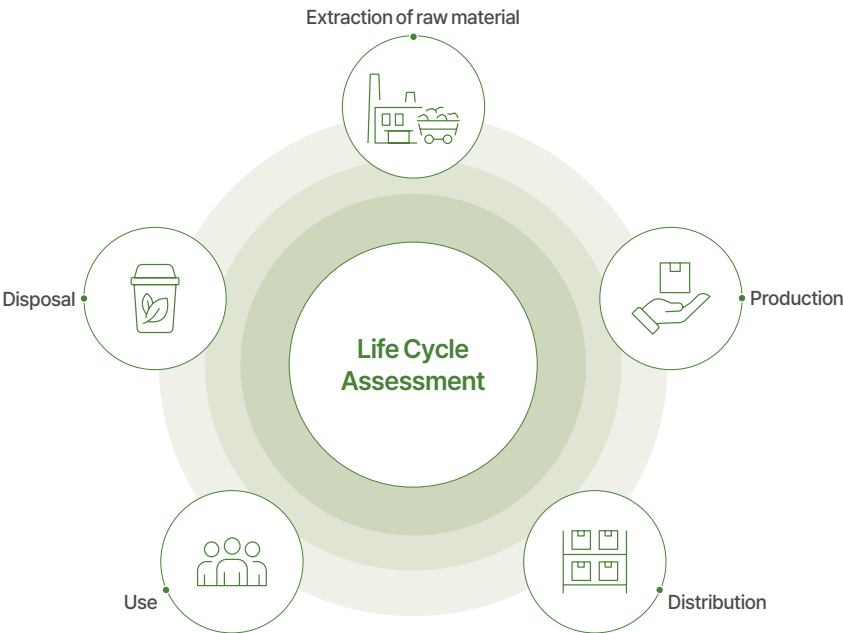 Extraction of raw material
Disposal
Production
Life Cycle
Assessment
Use
Distribution